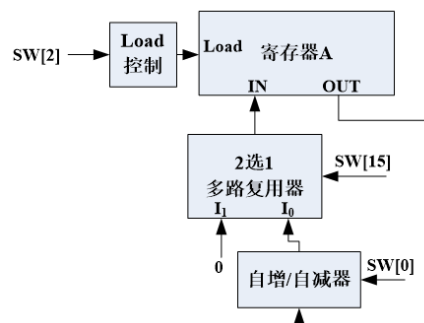 SW[2]
Load
控制
Load
寄存器A
IN
OUT
2选1
多路复用器
I1
I0
SW[15]
0
自增/自减器
SW[0]